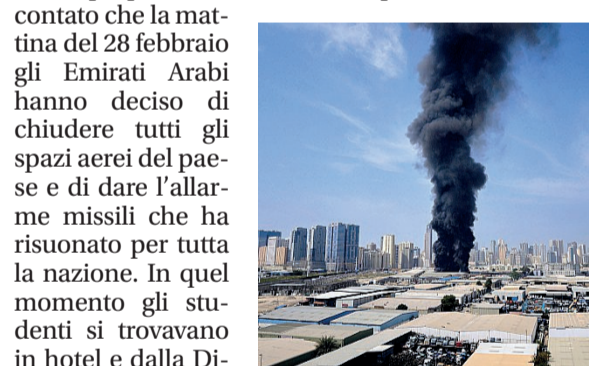 contato che la mat-
tina del 28 febbraio
gli Emirati Arabi
hanno deciso di
chiudere tutti gli
spazi aerei del pae-
se e di dare l'allar-
me missili che ha
risuonato per tutta
la nazione. In quel
momento gli stu-
denti si trovavano
in hotel e dalla Di-